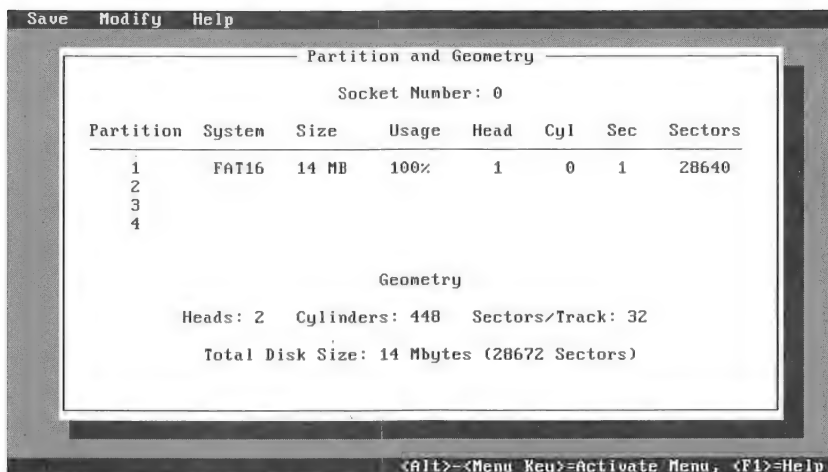 Save Modify Help
Partition and Geometry
Socket Number: 0
Partition System Size Usage Head Cyl Sec Sectors
1 FAT16 14 MB 100% 1 0 1 28640
2
3
4
Geometry
Heads: 2 Cylinders: 448 Sectors/Track: 32
Total Disk Size: 14 Mbytes (28672 Sectors)
<Alt>-<Menu Key>=Activate Menu, <F1>=Help